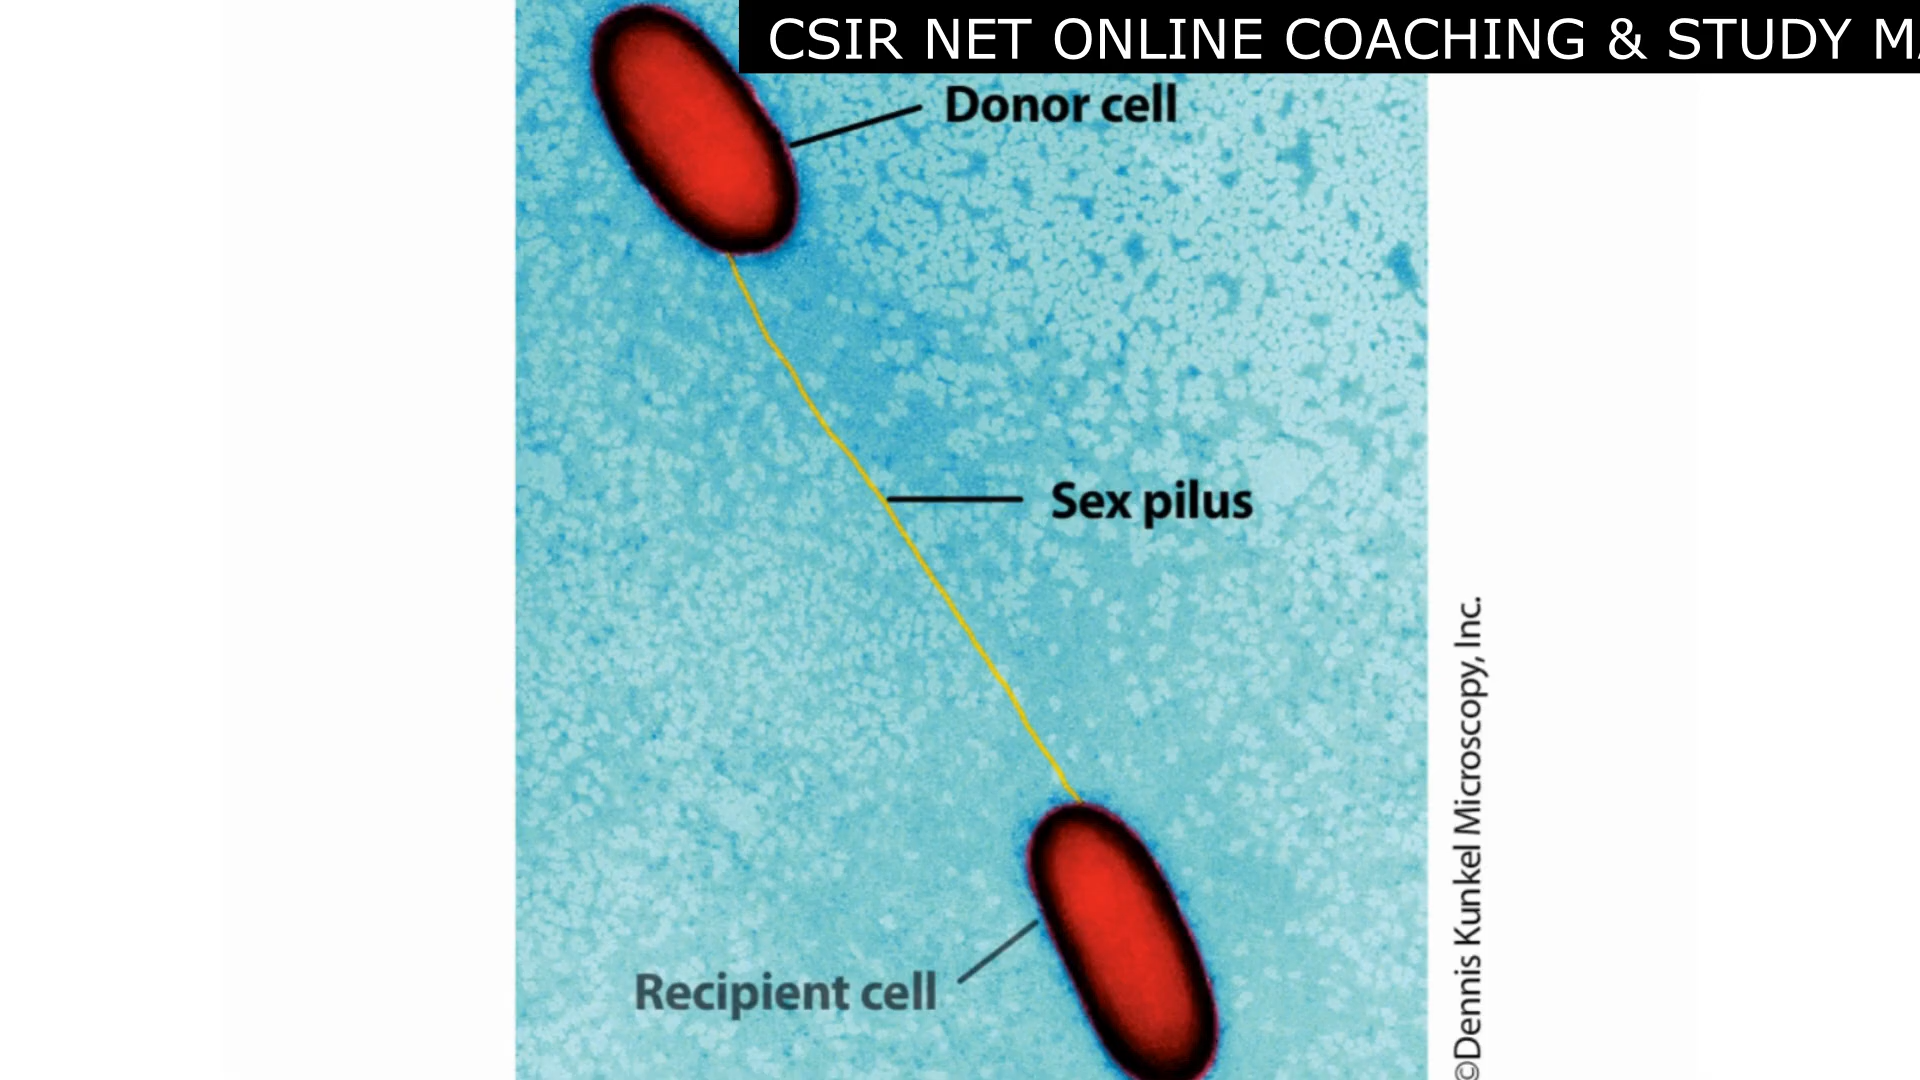 CSIR NET ONLINE COACHING & STUDY
Donor cell
Sex pilus
Recipient cell
©Dennis Kunkel Microscopy, Inc.